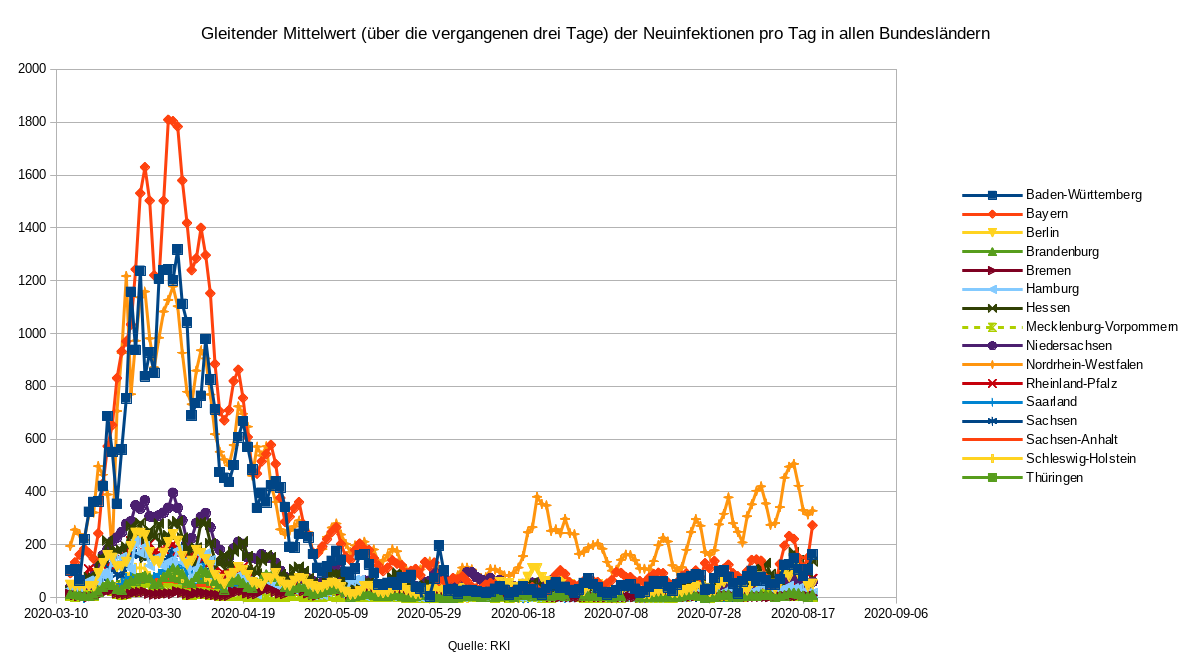 Gleitender Mittelwert (über die vergangenen drei Tage) der Neuinfektionen pro Tag in allen Bundesländern
2000
1800
1600
1400
1200
1000
800
600
400
200
0
2020-03-10 2020-03-30 2020-04-19 2020-05-09 2020-05-29 2020-06-18 2020-07-08 2020-07-28 2020-08-17 2020-09-06
Baden-Württemberg
Bayern
Berlin
Brandenburg
Bremen
Hamburg
Hessen
Mecklenburg-Vorpommern
Niedersachsen
Nordrhein-Westfalen
Rheinland-Pfalz
Saarland
Sachsen
Sachsen-Anhalt
Schleswig-Holstein
Thüringen
Quelle: RKI